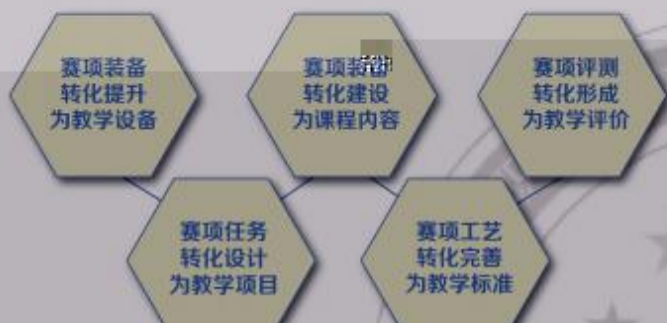 赛项装备
转化提升
为教学设备
赛项
转化建设
为课程内容
赛项评测
转化形成
为教学评价
赛项任务
转化设计
为教学项目
赛项工艺
转化完善
为教学标准